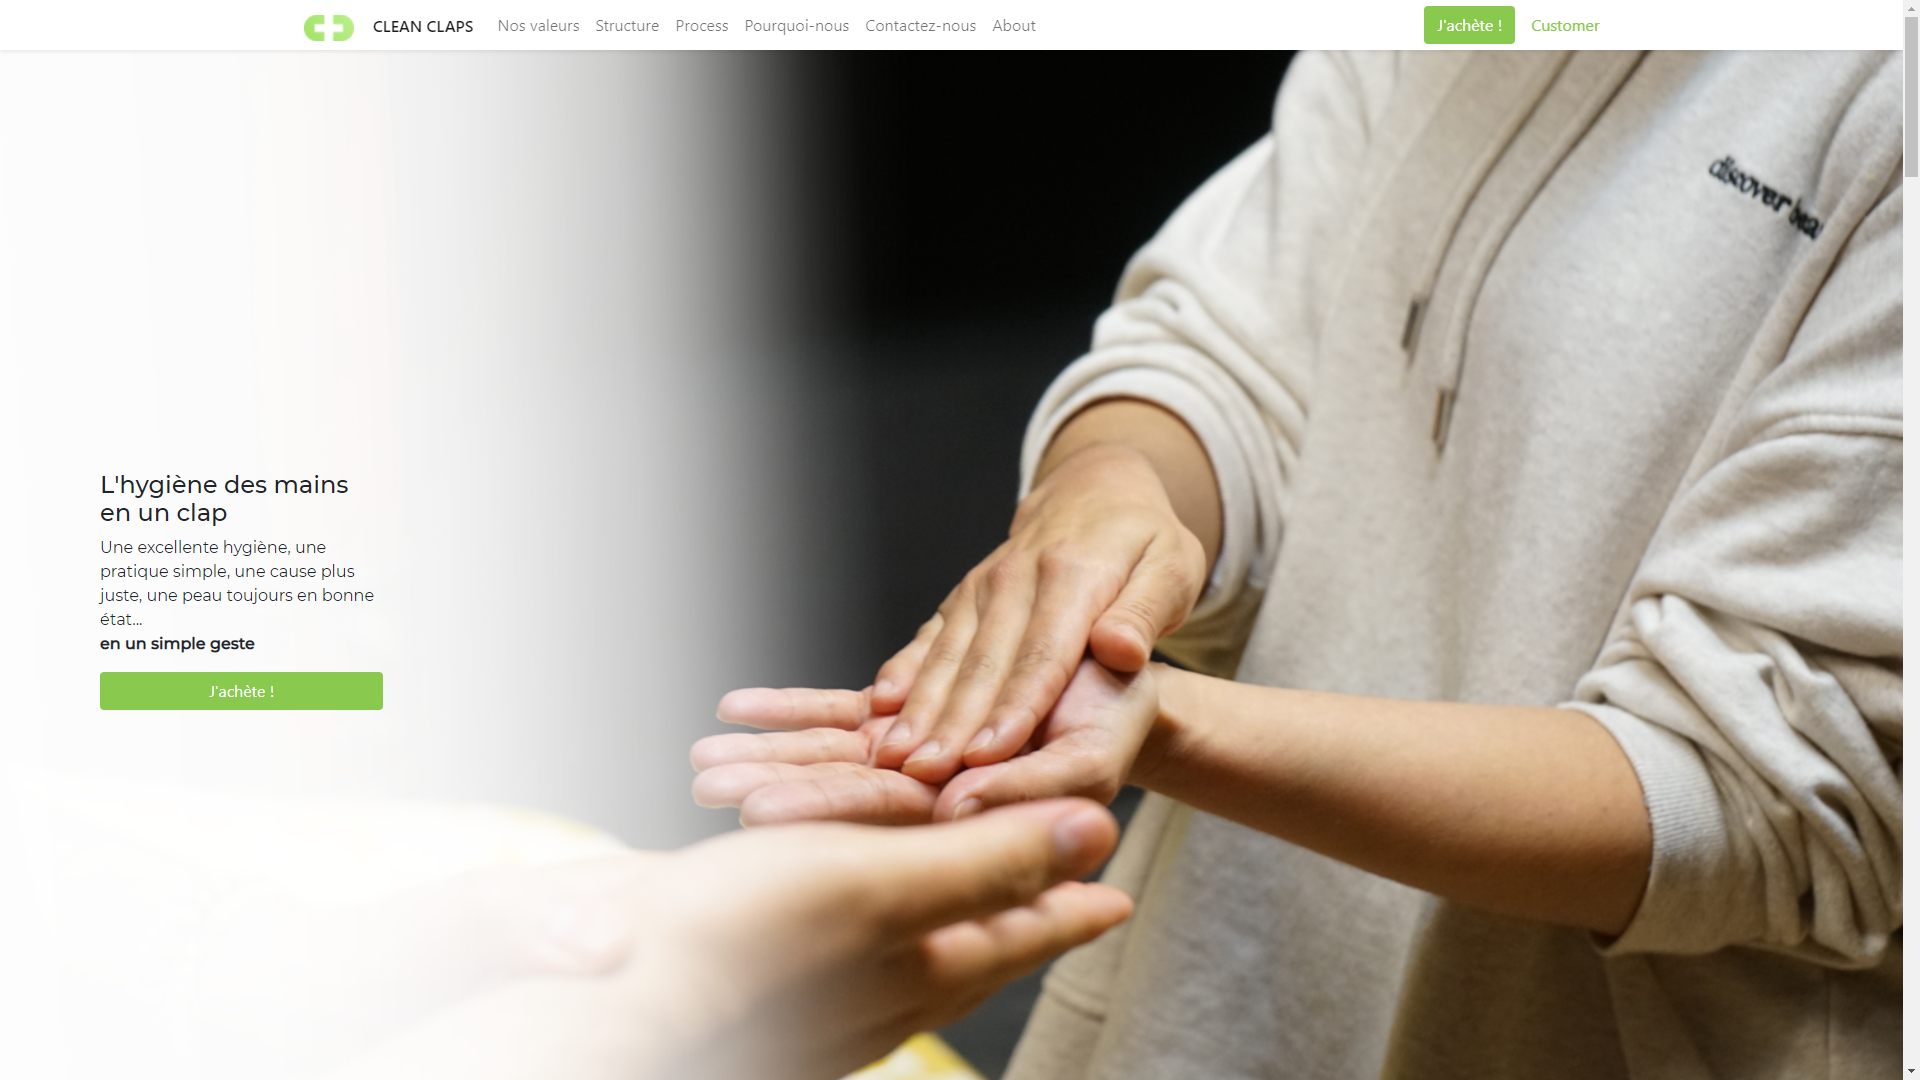 CLEAN CLAPS Nos valeurs Structure Process Pourquoi-nous Contactez-nous About J'achète ! Customer
discover
L'hygiène des mains
en un clap
Une excellente hygiène, une
pratique simple, une cause plus
juste, une peau toujours en bonne
état...
en un simple geste
J'achète !